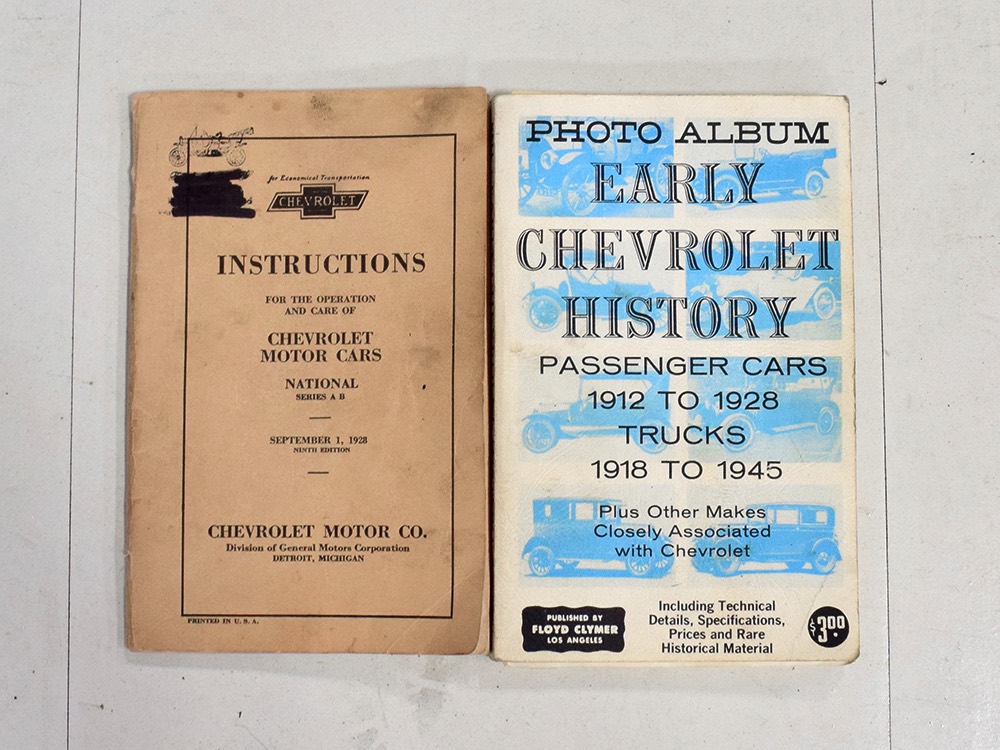 for Economical Transportation
CHEVROLET
INSTRUCTIONS
FOR THE OPERATION
AND CARE OF
CHEVROLET
MOTOR CARS
NATIONAL
SERIES A B
SEPTEMBER 1, 1928
NINTH EDITION
CHEVROLET MOTOR CO.
Division of General Motors Corporation
DETROIT, MICHIGAN
PRINTED IN U. S. A.
PHOTO ALBUM
EARLY
CHEVROLET
HISTORY
PASSENGER CARS
1912 TO 1928
TRUCKS
1918 TO 1945
Plus Other Makes
Closely Associated
with Chevrolet
PUBLISHED BY
FLOYD CLYMER
LOS ANGELES
Including Technical
Details, Specifications,
Prices and Rare
Historical Material
$3.00